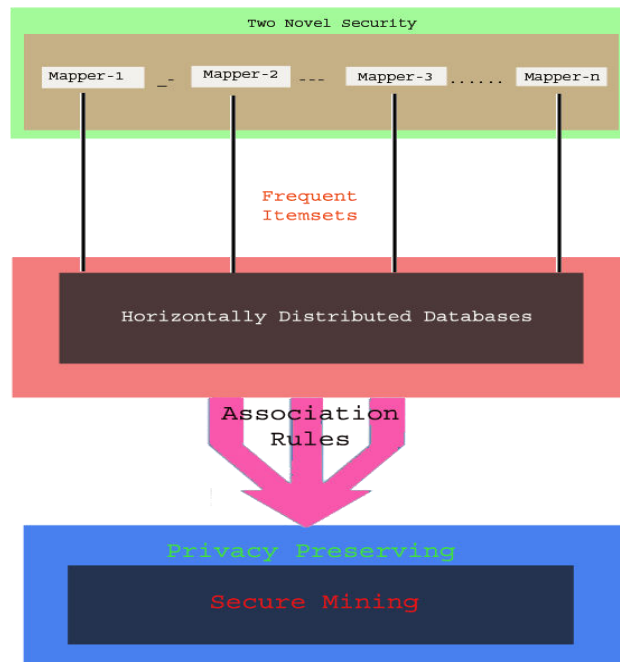 Two Novel Security
Mapper-1 _- Mapper-2 --- Mapper-3 ...... Mapper-n
Frequent
Itemsets
Horizontally Distributed Databases
Association
Rules
Privacy Preserving
Secure Mining